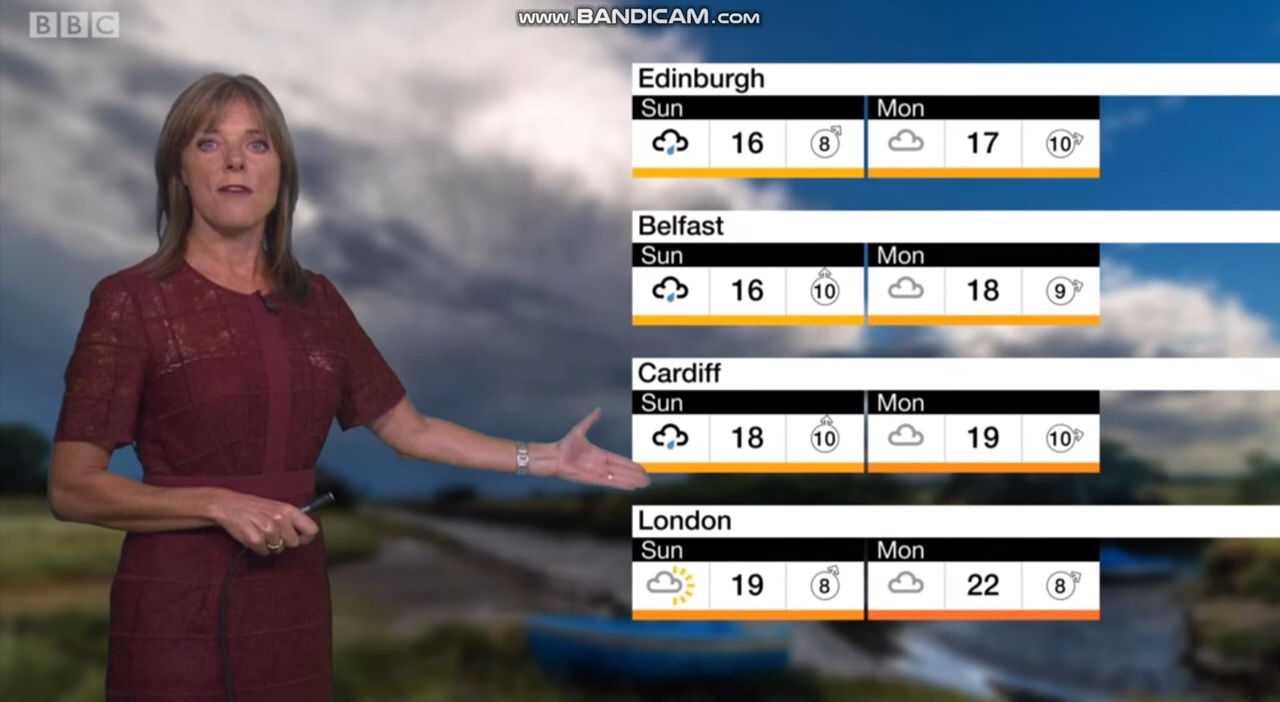 BBC
www.BANDICAM.com
Edinburgh
Sun Mon
16 8 17 10
Belfast
Sun Mon
16 10 18 9
Cardiff
Sun Mon
18 10 19 10
London
Sun Mon
19 8 22 8